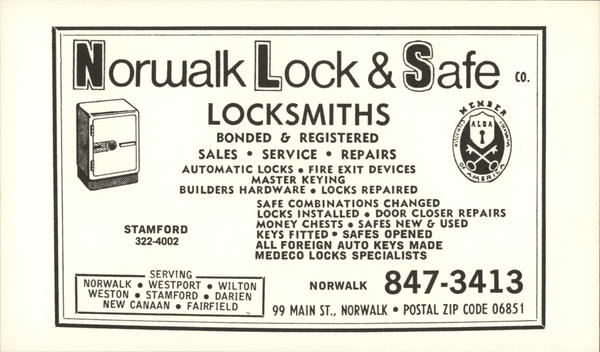 Norwalk Lock & Safe co.
LOCKSMITHS
BONDED & REGISTERED
SALES • SERVICE • REPAIRS
AUTOMATIC LOCKS • FIRE EXIT DEVICES
MASTER KEYING
BUILDERS HARDWARE • LOCKS REPAIRED
MEMBER
ALOA
ASSOCIATED LOCKSMITHS
OF AMERICA
SAFE COMBINATIONS CHANGED
LOCKS INSTALLED • DOOR CLOSER REPAIRS
MONEY CHESTS • SAFES NEW & USED
KEYS FITTED • SAFES OPENED
ALL FOREIGN AUTO KEYS MADE
MEDECO LOCKS SPECIALISTS
STAMFORD
322-4002
SERVING
NORWALK • WESTPORT • WILTON
WESTON • STAMFORD • DARIEN
NEW CANAAN • FAIRFIELD
NORWALK 847-3413
99 MAIN ST., NORWALK • POSTAL ZIP CODE 06851